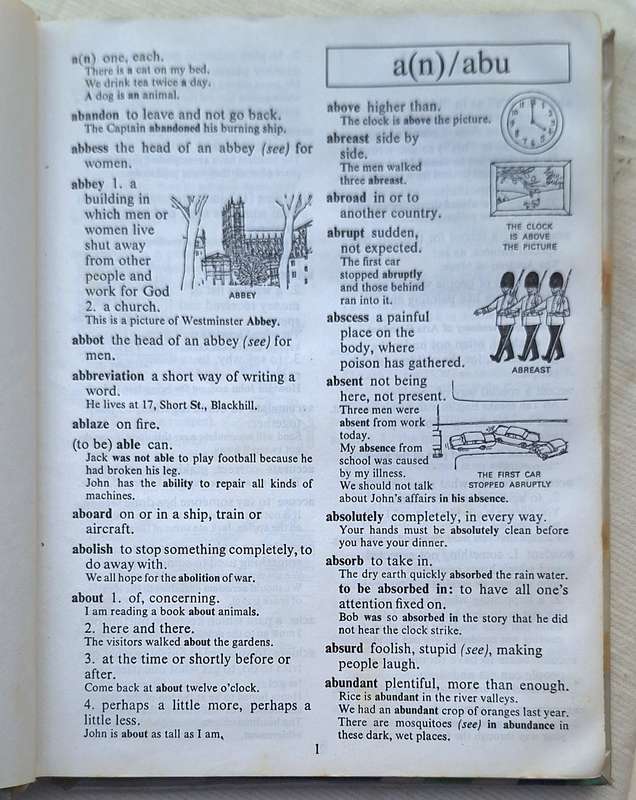 a(n) one, each.
There is a cat on my bed.
We drink tea twice a day.
A dog is an animal.
abandon to leave and not go back.
The Captain abandoned his burning ship.
abbess the head of an abbey (see) for
women.
abbey 1. a
building in
which men or
women live
shut away
from other
people and
work for God
2. a church.
ABBEY
This is a picture of Westminster Abbey.
abbot the head of an abbey (see) for
men.
abbreviation a short way of writing a
word.
He lives at 17, Short St., Blackhill.
ablaze on fire.
(to be) able can.
Jack was not able to play football because he
had broken his leg.
John has the ability to repair all kinds of
machines.
aboard on or in a ship, train or
aircraft.
abolish to stop something completely, to
do away with.
We all hope for the abolition of war.
about 1. of, concerning.
I am reading a book about animals.
2. here and there.
The visitors walked about the gardens.
3. at the time or shortly before or
after.
Come back at about twelve o'clock.
4. perhaps a little more, perhaps a
little less.
John is about as tall as I am.
a(n)/abu
above higher than.
The clock is above the picture.
abreast side by
side.
The men walked
three abreast.
abroad in or to
another country.
THE CLOCK
IS ABOVE
THE PICTURE
abrupt sudden,
not expected.
The first car
stopped abruptly
and those behind
ran into it.
abscess a painful
place on the
body, where
poison has gathered.
ABREAST
absent not being
here, not present.
Three men were
absent from work
today.
My absence from
school was caused
by my illness.
We should not talk
about John's affairs in his absence.
THE FIRST CAR
STOPPED ABRUPTLY
absolutely completely, in every way.
Your hands must be absolutely clean before
you have your dinner.
absorb to take in.
The dry earth quickly absorbed the rain water.
to be absorbed in: to have all one's
attention fixed on.
Bob was so absorbed in the story that he did
not hear the clock strike.
absurd foolish, stupid (see), making
people laugh.
abundant plentiful, more than enough.
Rice is abundant in the river valleys.
We had an abundant crop of oranges last year.
There are mosquitoes (see) in abundance in
these dark, wet places.
1